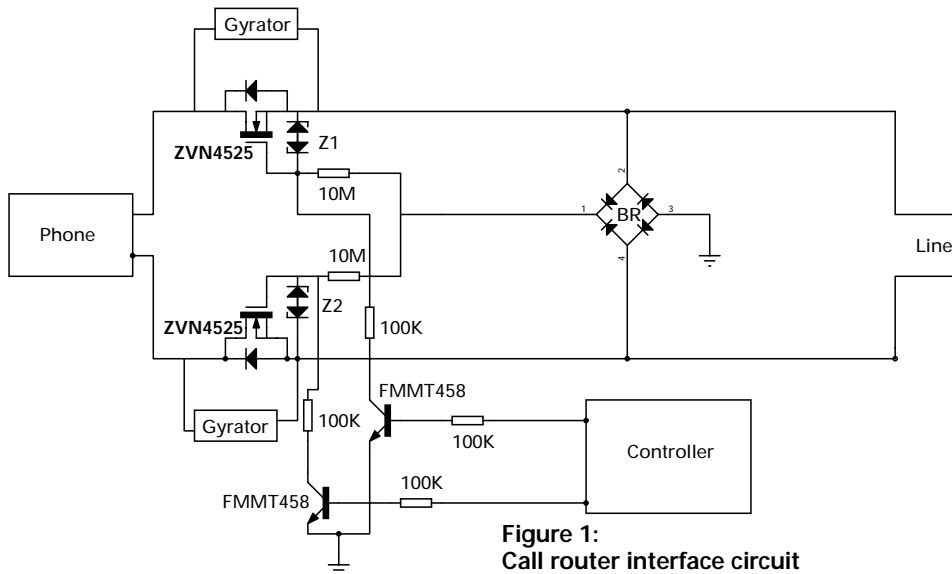 Gyrator
ZVN4525
Z1
10M
Phone
2
1
BR
3
4
Line
10M
Z2
ZVN4525
100K
FMMT458
Gyrator
100K
100K
Controller
100K
FMMT458
Figure 1:
Call router interface circuit